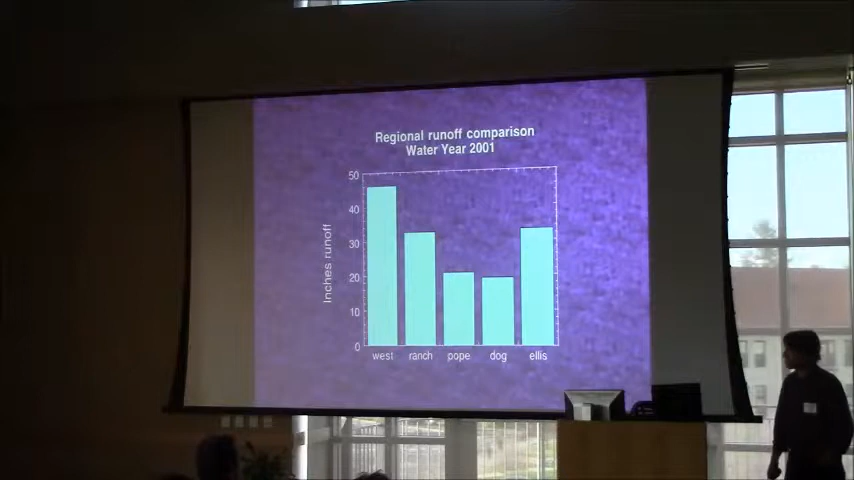 Regional runoff comparison
Water Year 2001
50
40
30
20
10
0
Inches runoff
west ranch pope dog ellis